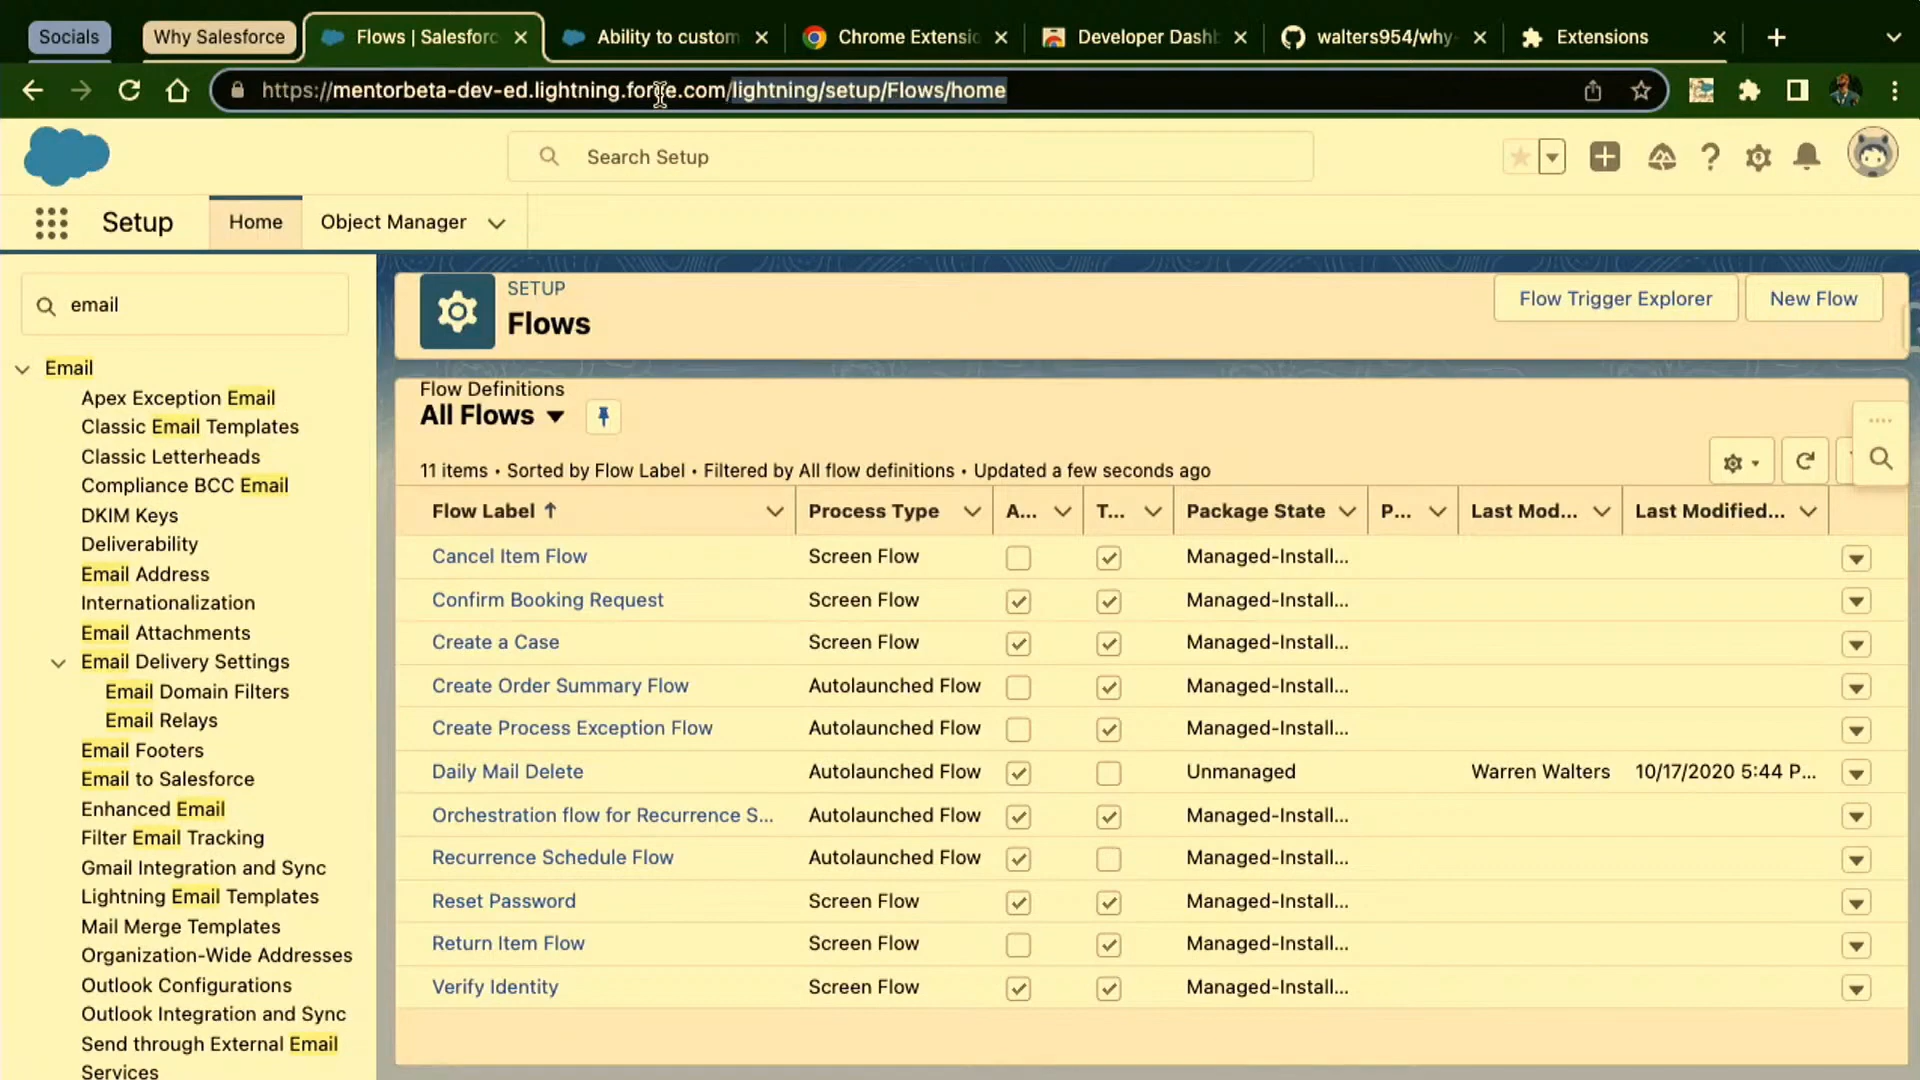 Socials
Why Salesforce
Flows | Salesforc
Ability to custom
Chrome Extensio
Developer Dashb
walters954/why-
Extensions
https://mentorbeta-dev-ed.lightning.force.com/lightning/setup/Flows/home
Search Setup
Setup
Home
Object Manager
email
SETUP
Flows
Flow Trigger Explorer
New Flow
Email
Apex Exception Email
Classic Email Templates
Classic Letterheads
Compliance BCC Email
DKIM Keys
Deliverability
Email Address
Internationalization
Email Attachments
Email Delivery Settings
Email Domain Filters
Email Relays
Email Footers
Email to Salesforce
Enhanced Email
Filter Email Tracking
Gmail Integration and Sync
Lightning Email Templates
Mail Merge Templates
Organization-Wide Addresses
Outlook Configurations
Outlook Integration and Sync
Send through External Email
Services
Flow Definitions
All Flows
11 items • Sorted by Flow Label • Filtered by All flow definitions • Updated a few seconds ago
Flow Label Process Type A... T... Package State P... Last Mod... Last Modified...
Cancel Item Flow Screen Flow Managed-Install...
Confirm Booking Request Screen Flow Managed-Install...
Create a Case Screen Flow Managed-Install...
Create Order Summary Flow Autolaunched Flow Managed-Install...
Create Process Exception Flow Autolaunched Flow Managed-Install...
Daily Mail Delete Autolaunched Flow Unmanaged Warren Walters 10/17/2020 5:44 P...
Orchestration flow for Recurrence S... Autolaunched Flow Managed-Install...
Recurrence Schedule Flow Autolaunched Flow Managed-Install...
Reset Password Screen Flow Managed-Install...
Return Item Flow Screen Flow Managed-Install...
Verify Identity Screen Flow Managed-Install...